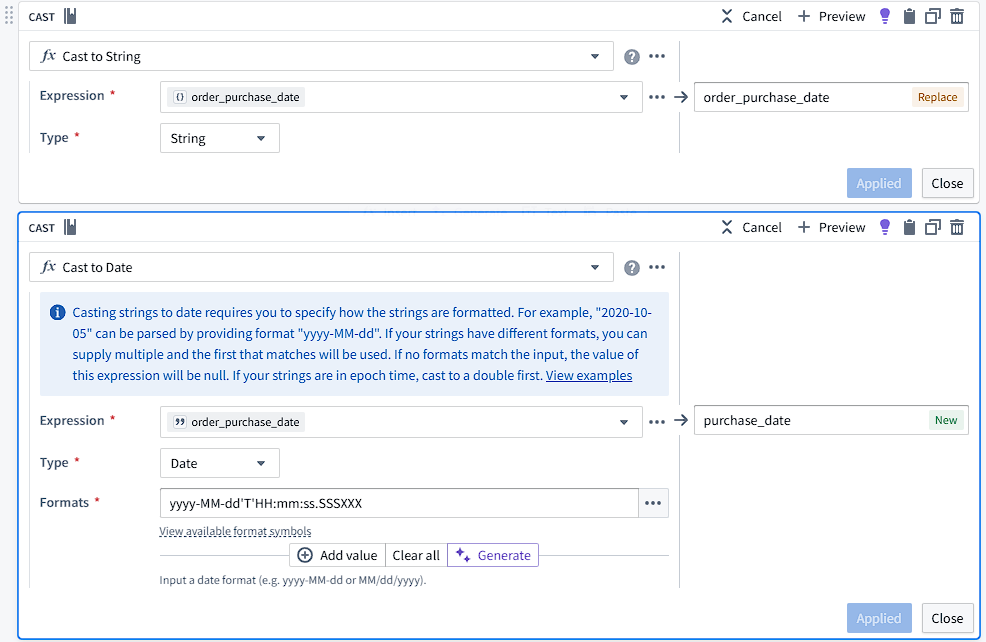 CAST Cancel Preview
fx Cast to String
Expression * {} order_purchase_date order_purchase_date Replace
Type * String
Applied Close
CAST Cancel Preview
fx Cast to Date
Casting strings to date requires you to specify how the strings are formatted. For example, "2020-10-
05" can be parsed by providing format "yyyy-MM-dd". If your strings have different formats, you can
supply multiple and the first that matches will be used. If no formats match the input, the value of
this expression will be null. If your strings are in epoch time, cast to a double first. View examples
Expression * order_purchase_date purchase_date New
Type * Date
Formats * yyyy-MM-dd'T'HH:mm:ss.SSSXXX
View available format symbols
Add value Clear all Generate
Input a date format (e.g. yyyy-MM-dd or MM/dd/yyyy).
Applied Close